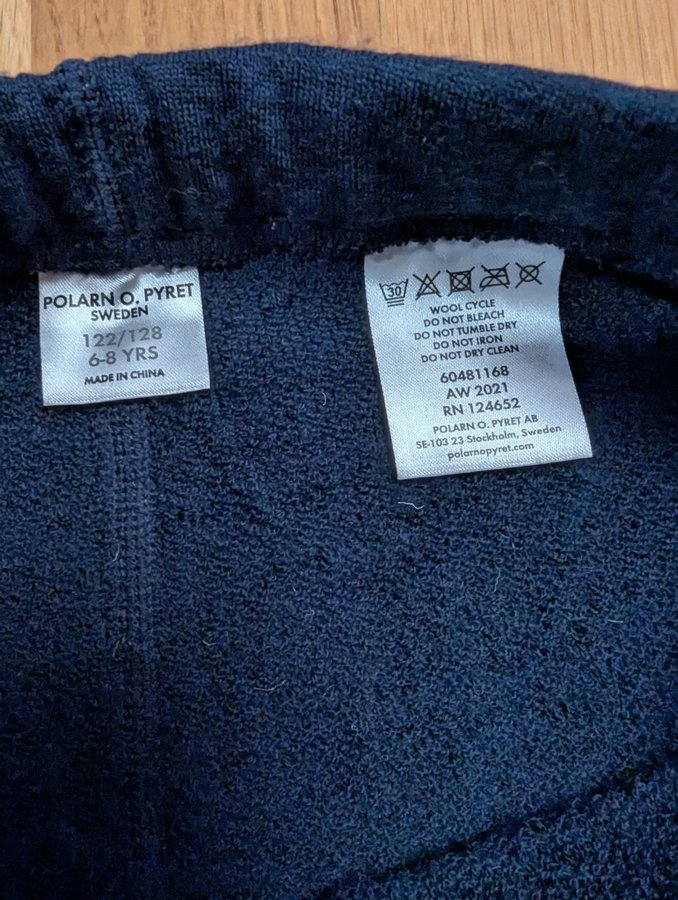 POLARN O. PYRET
SWEDEN
122/128
6-8 YRS
MADE IN CHINA
30
WOOL CYCLE
DO NOT BLEACH
DO NOT TUMBLE DRY
DO NOT IRON
DO NOT DRY CLEAN
60481168
AW 2021
RN 124652
POLARN O. PYRET AB
SE-103 23 Stockholm, Sweden
polarnopyret.com